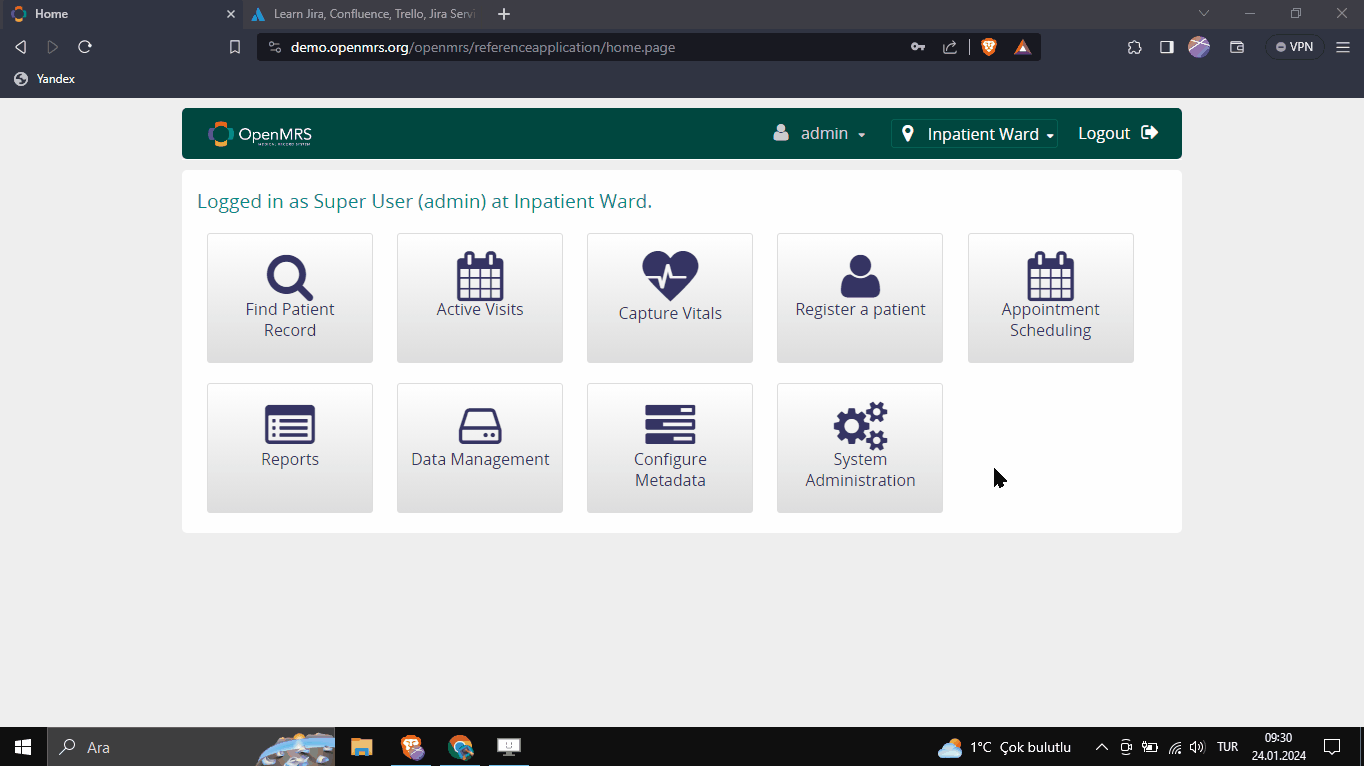 Home
Learn Jira, Confluence, Trello, Jira Servi
demo.openmrs.org/openmrs/referenceapplication/home.page
VPN
Yandex
OpenMRS
MEDICAL RECORD SYSTEM
admin
Inpatient Ward
Logout
Logged in as Super User (admin) at Inpatient Ward.
Find Patient
Record
Active Visits
Capture Vitals
Register a patient
Appointment
Scheduling
Reports
Data Management
Configure
Metadata
System
Administration
Ara
1°C Çok bulutlu
TUR
09:30
24.01.2024